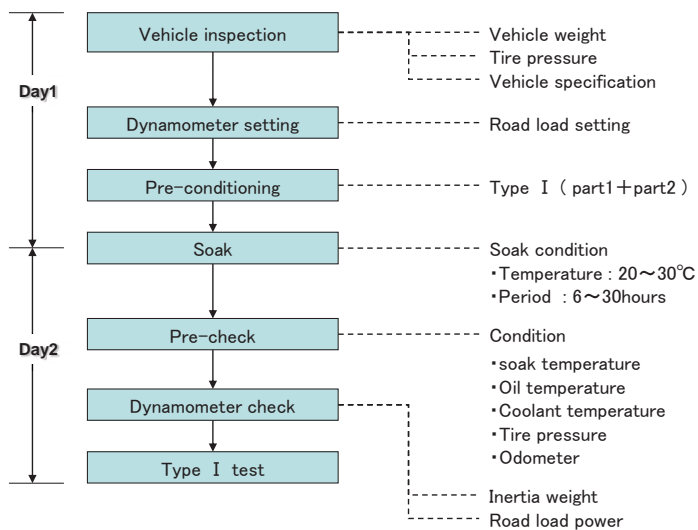 Day1
Vehicle inspection
Vehicle weight
Tire pressure
Vehicle specification
Dynamometer setting
Road load setting
Pre-conditioning
Type Ⅰ ( part1+part2 )
Day2
Soak
Soak condition
・Temperature : 20～30℃
・Period : 6～30hours
Pre-check
Condition
・soak temperature
・Oil temperature
・Coolant temperature
・Tire pressure
・Odometer
Dynamometer check
Inertia weight
Road load power
Type Ⅰ test